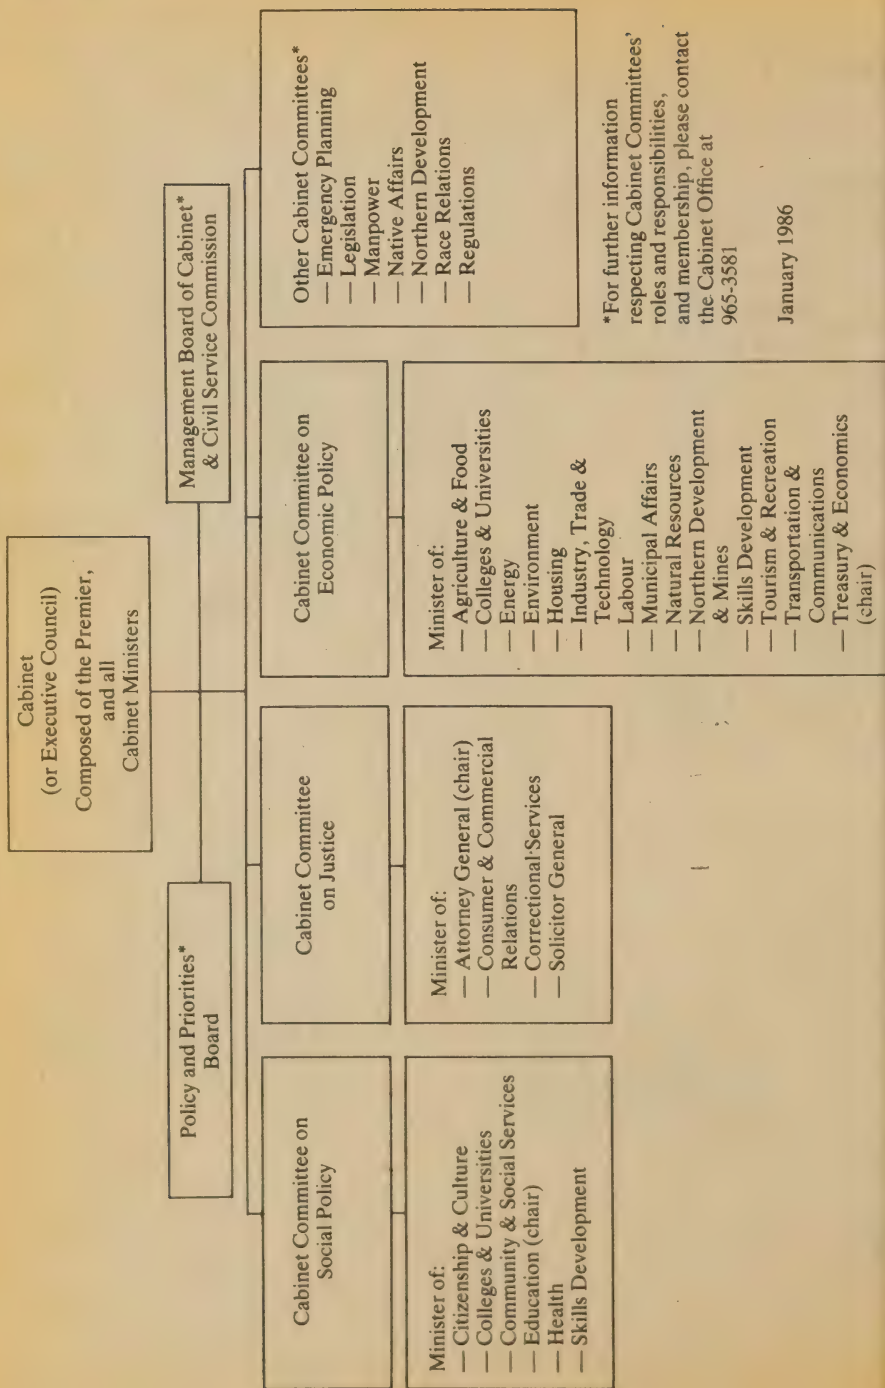 Cabinet
(or Executive Council)
Composed of the Premier,
and all
Cabinet Ministers
Policy and Priorities*
Board
Management Board of Cabinet*
& Civil Service Commission
Cabinet Committee on
Social Policy
Minister of:
— Citizenship & Culture
— Colleges & Universities
— Community & Social Services
— Education (chair)
— Health
— Skills Development
Cabinet Committee
on Justice
Minister of:
— Attorney General (chair)
— Consumer & Commercial
Relations
— Correctional Services
— Solicitor General
Cabinet Committee on
Economic Policy
Minister of:
— Agriculture & Food
— Colleges & Universities
— Energy
— Environment
— Housing
— Industry, Trade &
Technology
— Labour
— Municipal Affairs
— Natural Resources
— Northern Development
& Mines
— Skills Development
— Tourism & Recreation
— Transportation &
Communications
— Treasury & Economics
(chair)
Other Cabinet Committees*
— Emergency Planning
— Legislation
— Manpower
— Native Affairs
— Northern Development
— Race Relations
— Regulations
*For further information
respecting Cabinet Committees'
roles and responsibilities,
and membership, please contact
the Cabinet Office at
965-3581
January 1986